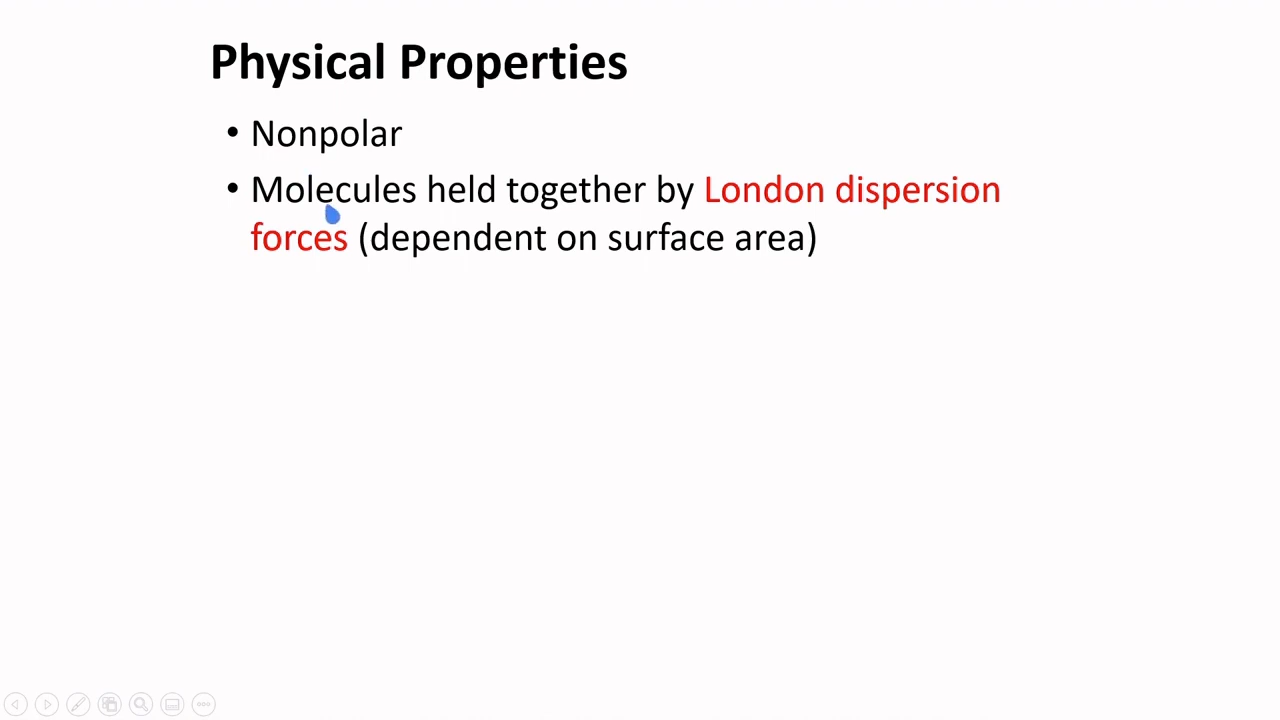 Physical Properties
• Nonpolar
• Molecules held together by London dispersion
forces (dependent on surface area)